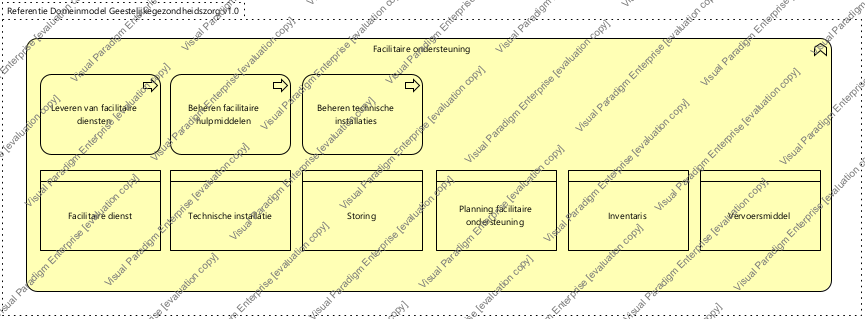 Referentie Domeinmodel Geestelijkegezondheidszorg v1.0
Facilitaire ondersteuning
Leveren van facilitaire
diensten
Beheren facilitaire
hulpmiddelen
Beheren technische
installaties
Facilitaire dienst
Technische installatie
Storing
Planning facilitaire
ondersteuning
Inventaris
Vervoersmiddel
Visual Paradigm Enterprise [evaluation copy]